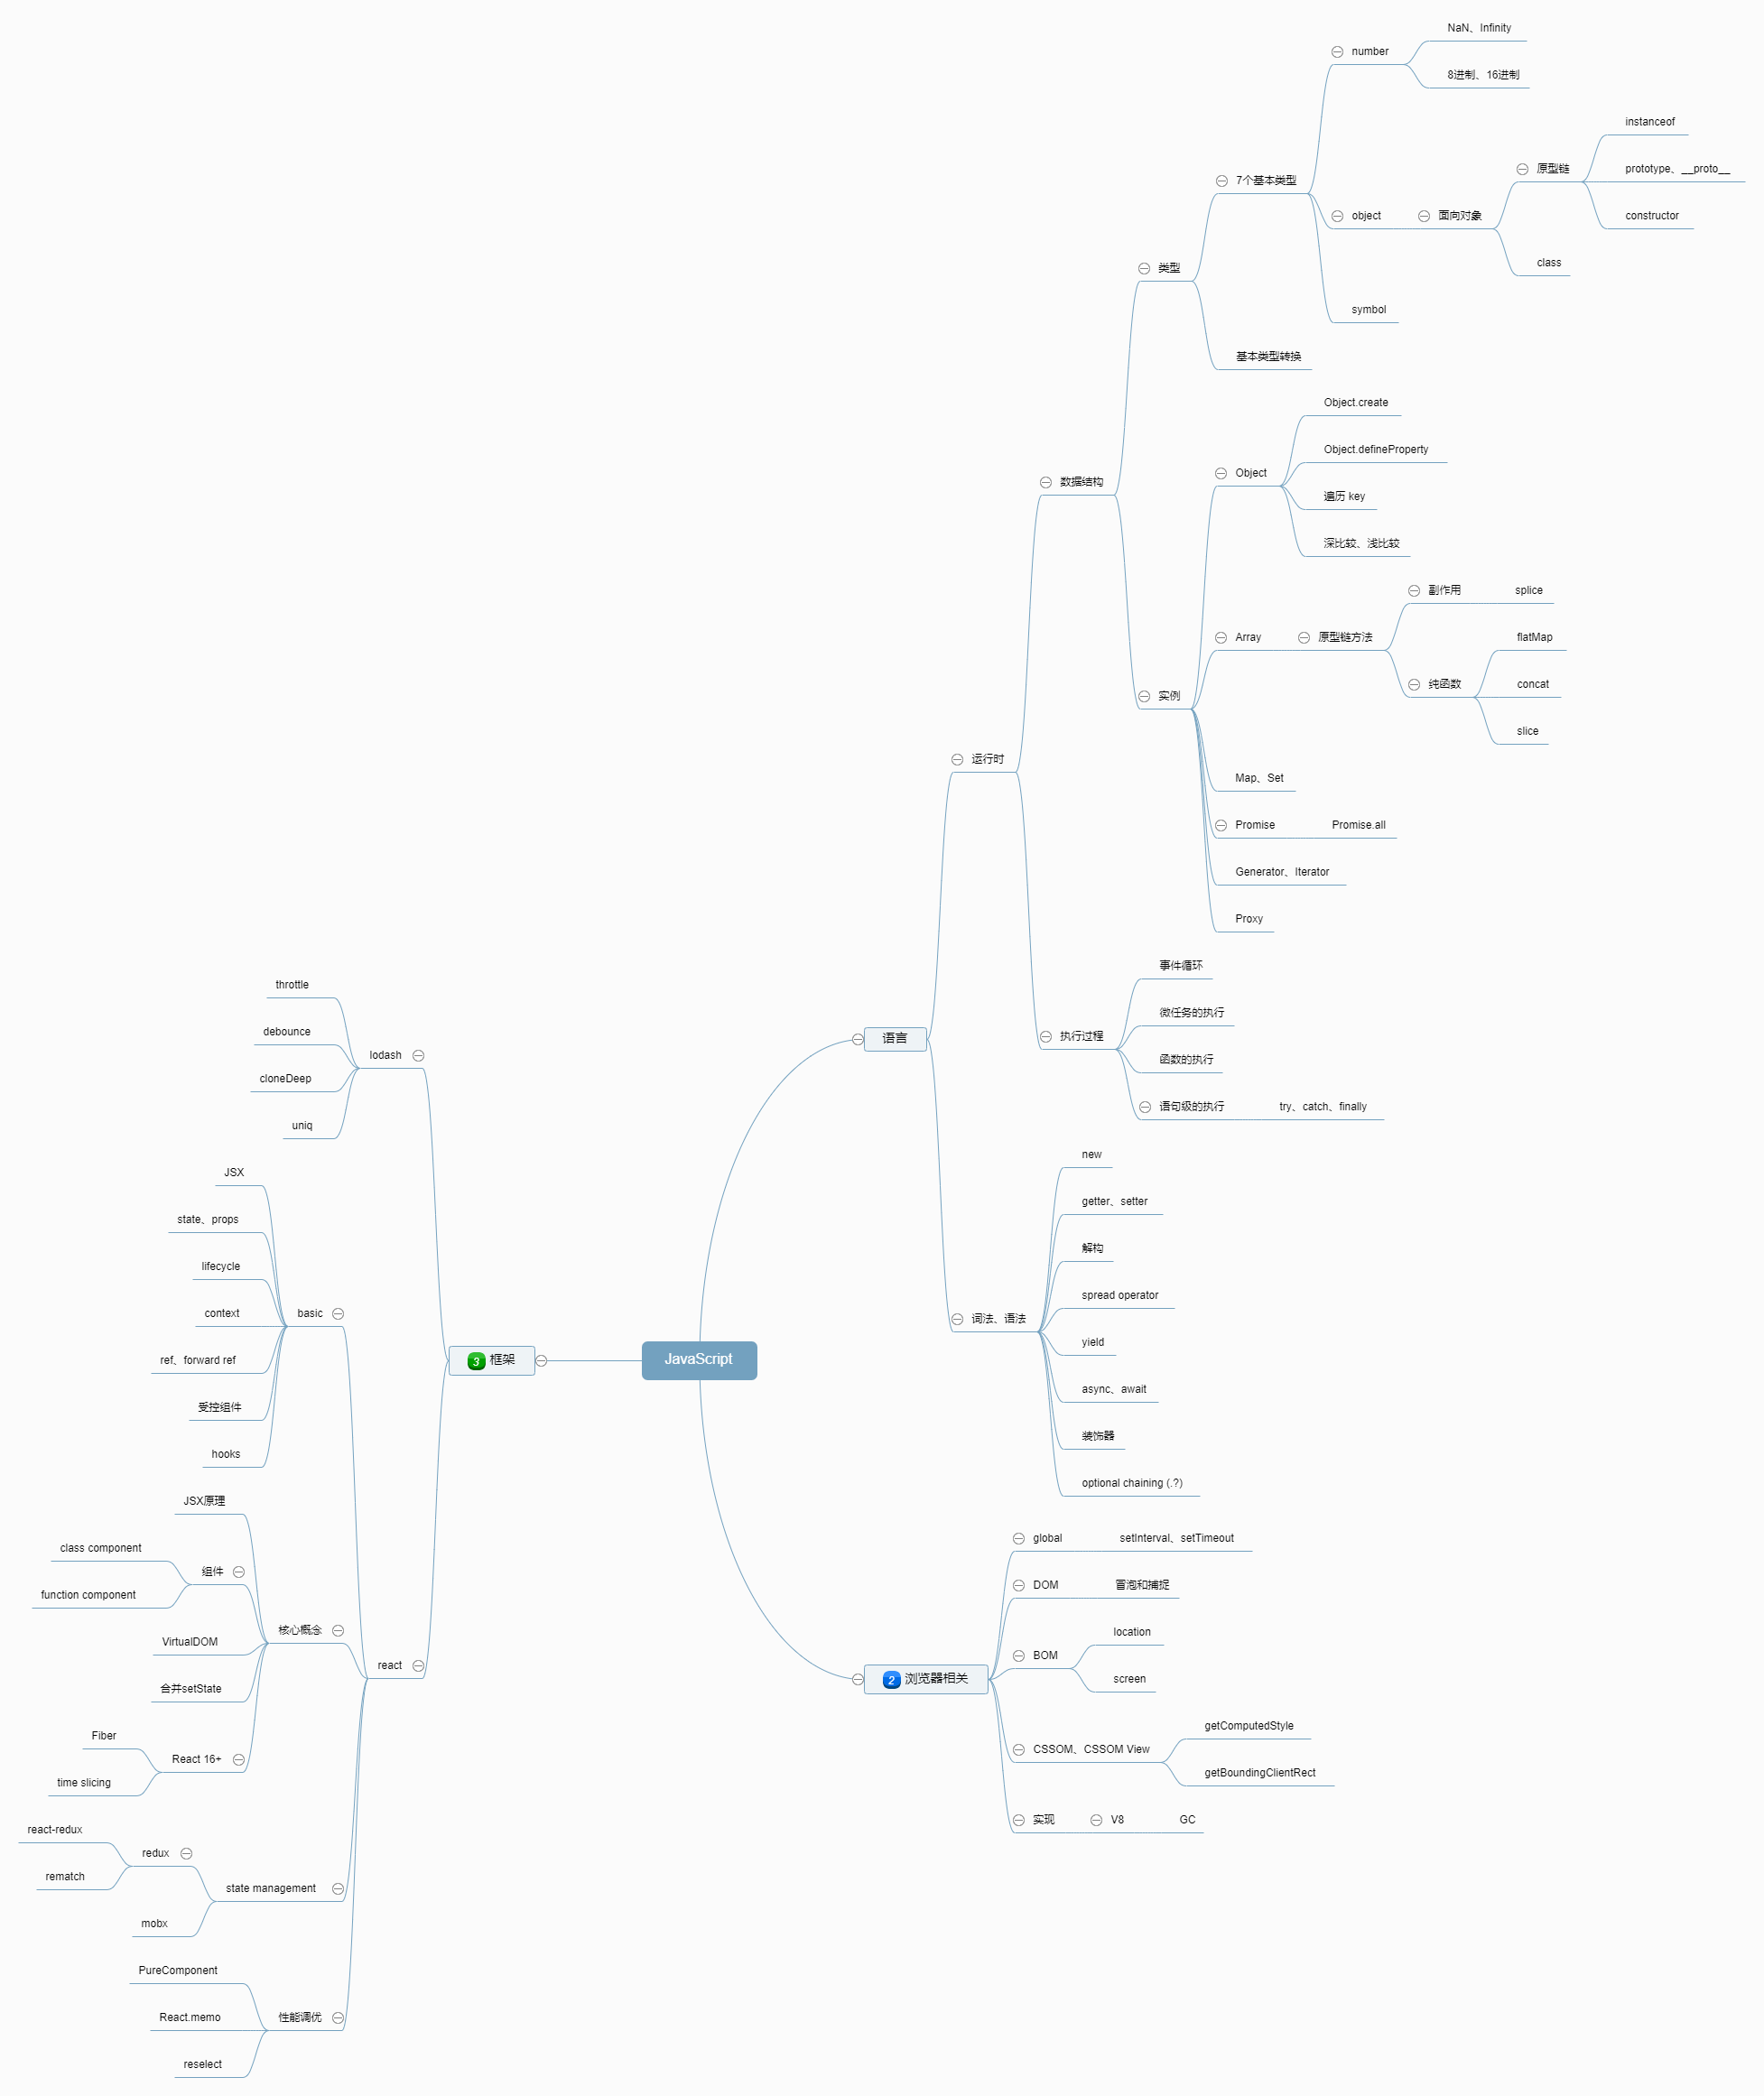 JavaScript
语言
运行时
数据结构
类型
7个基本类型
number
NaN、Infinity
8进制、16进制
object
面向对象
原型链
instanceof
prototype、__proto__
constructor
class
symbol
基本类型转换
实例
Object
Object.create
Object.defineProperty
遍历 key
深比较、浅比较
Array
原型链方法
副作用
splice
纯函数
flatMap
concat
slice
Map、Set
Promise
Promise.all
Generator、Iterator
Proxy
执行过程
事件循环
微任务的执行
函数的执行
语句级的执行
try、catch、finally
词法、语法
new
getter、setter
解构
spread operator
yield
async、await
装饰器
optional chaining (.?)
2 浏览器相关
global
setInterval、setTimeout
DOM
冒泡和捕捉
BOM
location
screen
CSSOM、CSSOM View
getComputedStyle
getBoundingClientRect
实现
V8
GC
3 框架
lodash
throttle
debounce
cloneDeep
uniq
react
basic
JSX
state、props
lifecycle
context
ref、forward ref
受控组件
hooks
核心概念
JSX原理
组件
class component
function component
VirtualDOM
合并setState
React 16+
Fiber
time slicing
state management
redux
react-redux
rematch
mobx
性能调优
PureComponent
React.memo
reselect